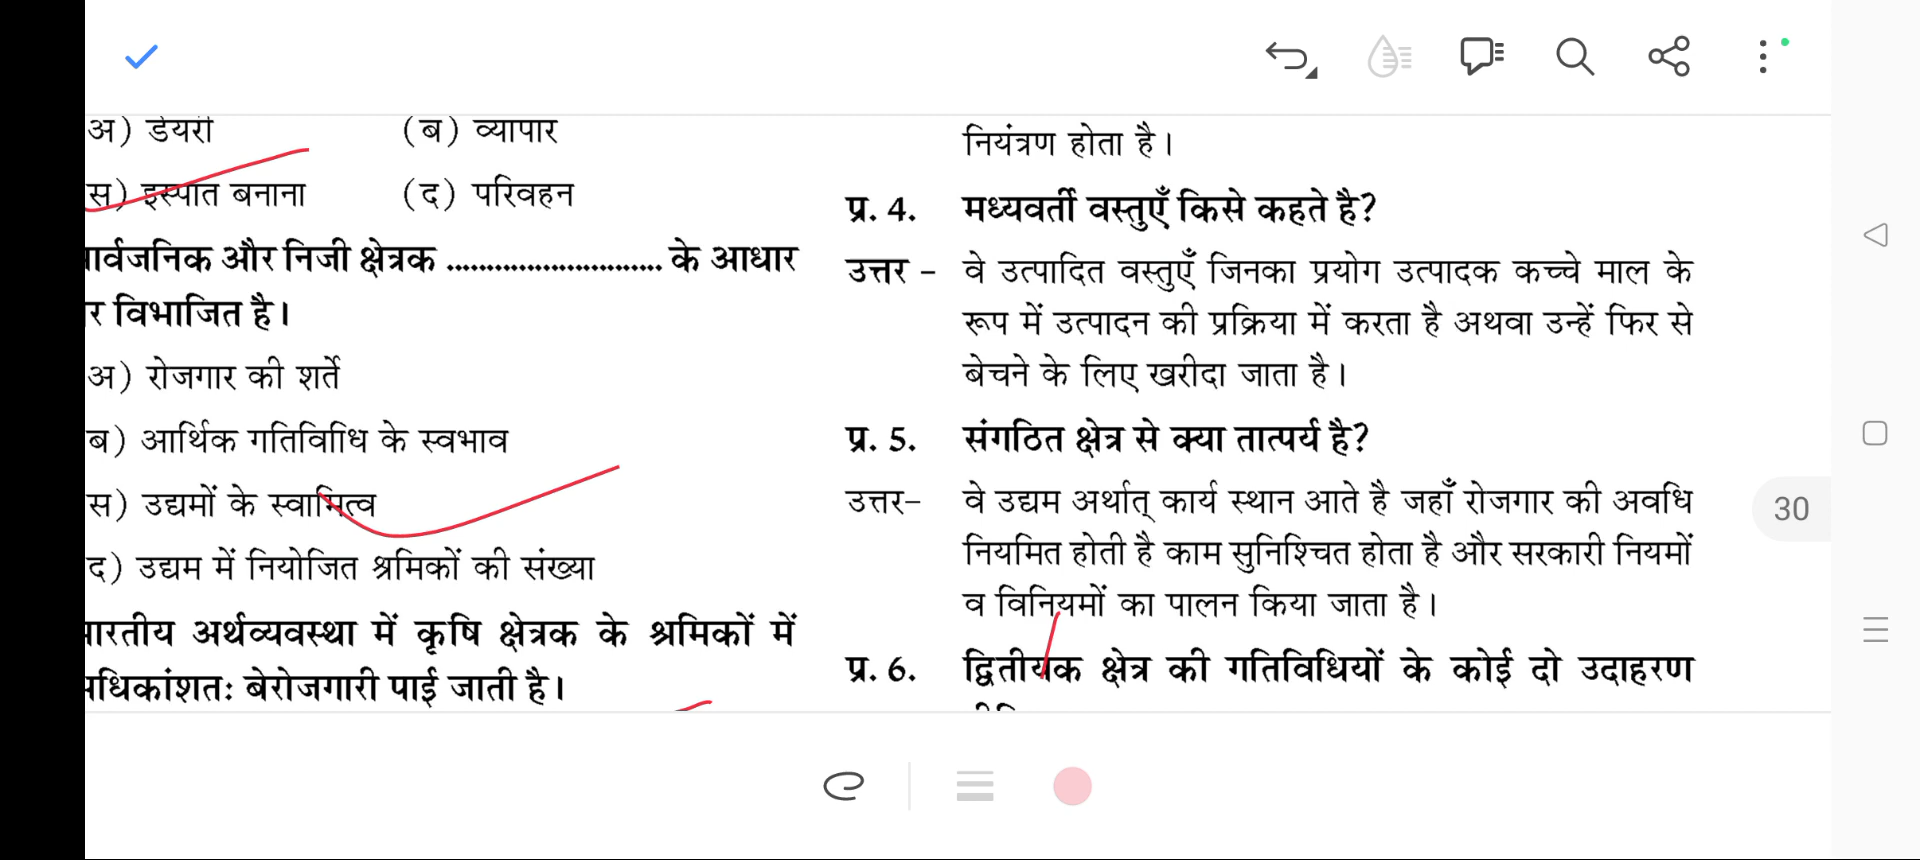 अ) डेयरी (ब) व्यापार
स) इस्पात बनाना (द) परिवहन
सार्वजनिक और निजी क्षेत्रक ........................... के आधार
पर विभाजित है।
अ) रोजगार की शर्ते
ब) आर्थिक गतिविाधि के स्वभाव
स) उद्यमों के स्वामित्व
द) उद्यम में नियोजित श्रमिकों की संख्या
भारतीय अर्थव्यवस्था में कृषि क्षेत्रक के श्रमिकों में
अधिकांशतः बेरोजगारी पाई जाती है।
नियंत्रण होता है।
प्र. 4. मध्यवर्ती वस्तुएँ किसे कहते है?
उत्तर – वे उत्पादित वस्तुएँ जिनका प्रयोग उत्पादक कच्चे माल के
रूप में उत्पादन की प्रक्रिया में करता है अथवा उन्हें फिर से
बेचने के लिए खरीदा जाता है।
प्र. 5. संगठित क्षेत्र से क्या तात्पर्य है?
उत्तर– वे उद्यम अर्थात् कार्य स्थान आते है जहाँ रोजगार की अवधि
नियमित होती है काम सुनिश्चित होता है और सरकारी नियमों
व विनियमों का पालन किया जाता है।
प्र. 6. द्वितीयक क्षेत्र की गतिविधियों के कोई दो उदाहरण
30